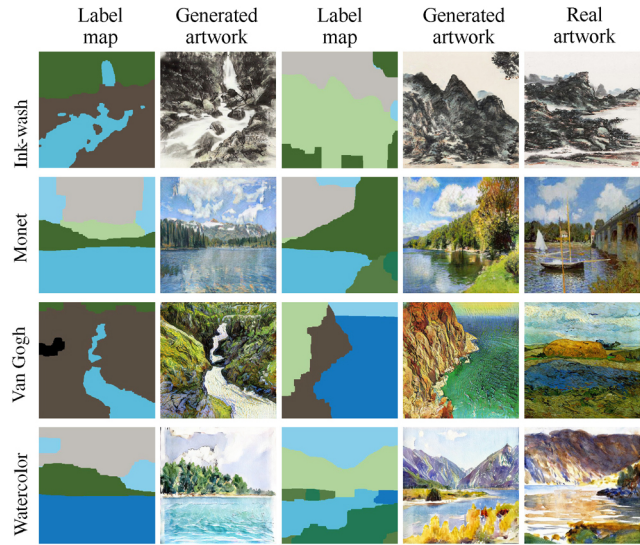 Label map
Generated artwork
Label map
Generated artwork
Real artwork
Ink-wash
Monet
Van Gogh
Watercolor